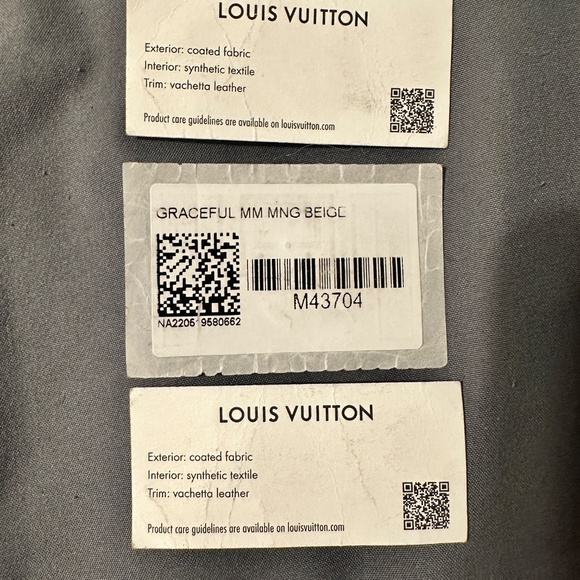 LOUIS VUITTON
Exterior: coated fabric
Interior: synthetic textile
Trim: vachetta leather
Product care guidelines are available on louisvuitton.com
GRACEFUL MM MNG BEIGE
M43704
NA220519580662
LOUIS VUITTON
Exterior: coated fabric
Interior: synthetic textile
Trim: vachetta leather
Product care guidelines are available on louisvuitton.com